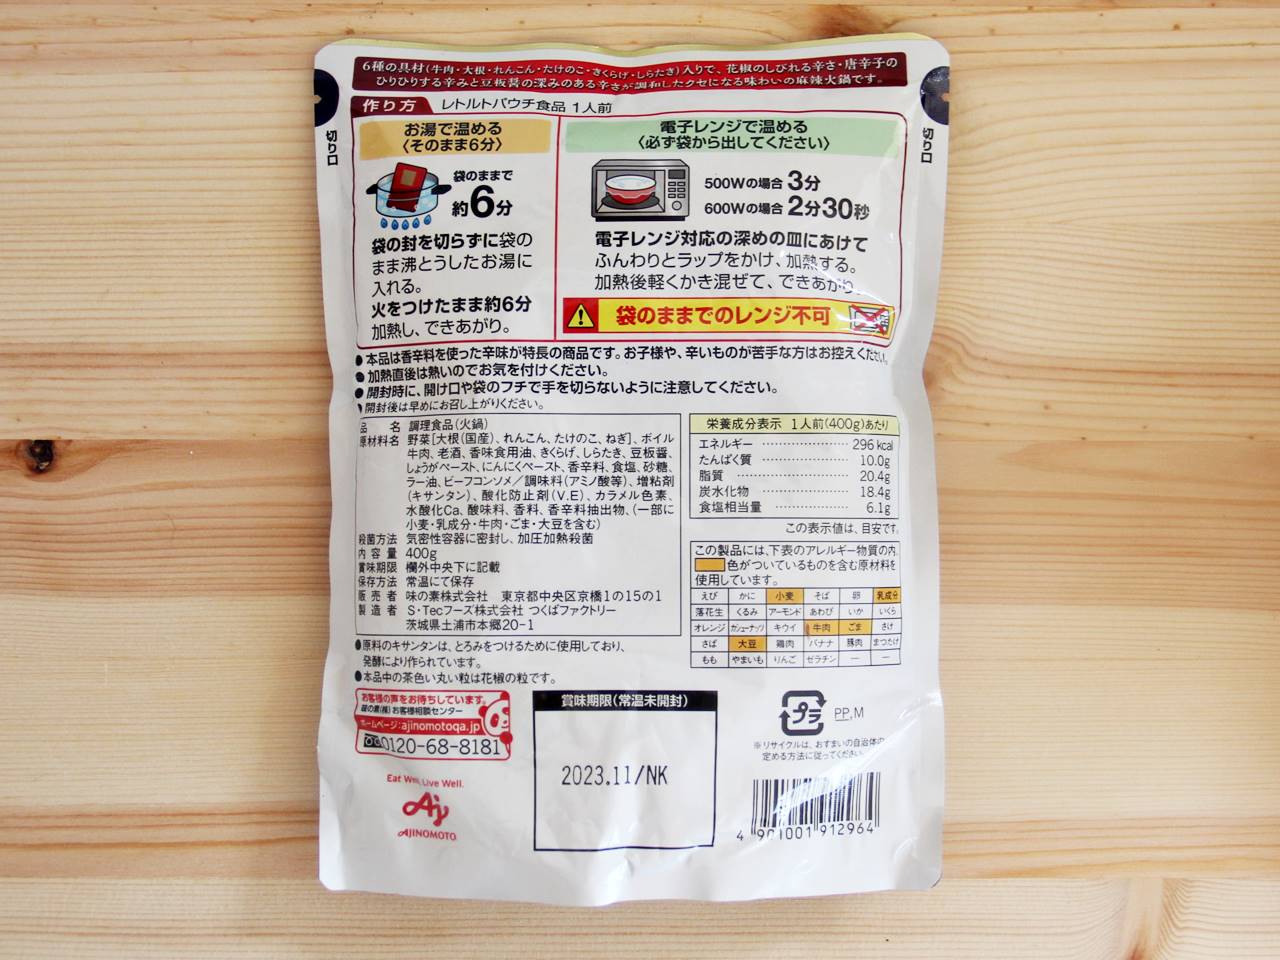 6種の具材(牛肉・大根・れんこん・たけのこ・きくらげ・しらたき)入りで、花椒のしびれる辛さ・唐辛子の
ひりひりする辛みと豆板醤の深みのある辛さが調和したクセになる味わいの麻辣火鍋です。
切り口
切り口
作り方 レトルトパウチ食品 1人前
お湯で温める
〈そのまま6分〉
袋のままで
約6分
袋の封を切らずに袋の
まま沸とうしたお湯に
入れる。
火をつけたまま約6分
加熱し、できあがり。
電子レンジで温める
〈必ず袋から出してください〉
500Wの場合 3分
600Wの場合 2分30秒
電子レンジ対応の深めの皿にあけて
ふんわりとラップをかけ、加熱する。
加熱後軽くかき混ぜて、できあがり。
袋のままでのレンジ不可
●本品は香辛料を使った辛味が特長の商品です。お子様や、辛いものが苦手な方はお控えください。
●加熱直後は熱いのでお気を付けください。
●開封時に、開け口や袋のフチで手を切らないように注意してください。
●開封後は早めにお召し上がりください。
品 名 調理食品(火鍋)
原材料名 野菜[大根(国産)、れんこん、たけのこ、ねぎ]、ボイル
牛肉、老酒、香味食用油、きくらげ、しらたき、豆板醤、
しょうがペースト、にんにくペースト、香辛料、食塩、砂糖、
ラー油、ビーフコンソメ/調味料(アミノ酸等)、増粘剤
(キサンタン)、酸化防止剤(V.E)、カラメル色素、
水酸化Ca、酸味料、香料、香辛料抽出物、(一部に
小麦・乳成分・牛肉・ごま・大豆を含む)
殺菌方法 気密性容器に密封し、加圧加熱殺菌
内容量 400g
賞味期限 欄外中央下に記載
保存方法 常温にて保存
販売者 味の素株式会社 東京都中央区京橋1の15の1
製造者 S・Tecフーズ株式会社 つくばファクトリー
茨城県土浦市本郷20-1
●原料のキサンタンは、とろみをつけるために使用しており、
発酵により作られています。
●本品中の茶色い丸い粒は花椒の粒です。
栄養成分表示 1人前(400g)あたり
エネルギー 296kcal
たんぱく質 10.0g
脂質 20.4g
炭水化物 18.4g
食塩相当量 6.1g
この表示値は、目安です。
この製品には、下表のアレルギー物質の内、
色がついているものを含む原材料を
使用しています。
えび かに 小麦 そば 卵 乳成分
落花生 くるみ アーモンド あわび いか いくら
オレンジ カシューナッツ キウイ 牛肉 ごま さけ
さば 大豆 鶏肉 バナナ 豚肉 まつたけ
もも やまいも りんご ゼラチン — —
お客様の声をお待ちしています。
味の素(株)お客様相談センター
ホームページ:ajinomotoqa.jp
0120-68-8181
Eat Well, Live Well.
AJINOMOTO
賞味期限(常温未開封)
2023.11/NK
プラ
PP,M
※リサイクルは、お住まいの自治体の
定める方法に従ってください。
4 901001 912964